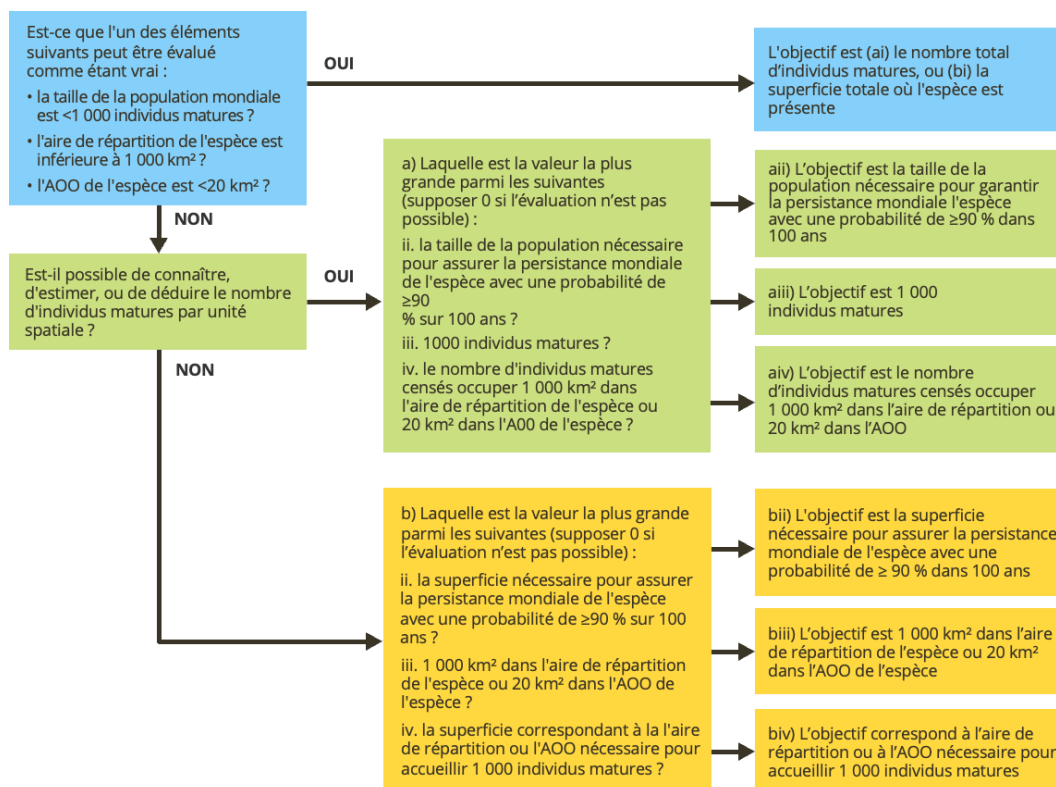 Est-ce que l'un des éléments
suivants peut être évalué
comme étant vrai :
• la taille de la population mondiale
est <1 000 individus matures ?
• l'aire de répartition de l'espèce est
inférieure à 1 000 km² ?
• l'AOO de l'espèce est <20 km² ?
OUI
L'objectif est (ai) le nombre total
d'individus matures, ou (bi) la
superficie totale où l'espèce est
présente
NON
Est-il possible de connaître,
d'estimer, ou de déduire le nombre
d'individus matures par unité
spatiale ?
OUI
a) Laquelle est la valeur la plus
grande parmi les suivantes
(supposer 0 si l’évaluation n’est pas
possible) :
ii. la taille de la population nécessaire
pour assurer la persistance mondiale
de l'espèce avec une probabilité de
≥90
% sur 100 ans ?
iii. 1000 individus matures ?
iv. le nombre d'individus matures
censés occuper 1 000 km² dans
l'aire de répartition de l'espèce ou
20 km² dans l'A00 de l'espèce ?
aii) L’objectif est la taille de la
population nécessaire pour garantir
la persistance mondiale l'espèce
avec une probabilité de ≥90 % dans
100 ans
aiii) L’objectif est 1 000
individus matures
aiv) L’objectif est le nombre
d’individus matures censés occuper
1 000 km² dans l’aire de répartition ou
20 km² dans l’AOO
NON
b) Laquelle est la valeur la plus grande
parmi les suivantes (supposer 0 si
l’évaluation n’est pas possible) :
ii. la superficie nécessaire pour assurer
la persistance mondiale de l'espèce
avec une probabilité de ≥90 % sur 100
ans ?
iii. 1 000 km² dans l'aire de répartition
de l'espèce ou 20 km² dans l'AOO de
l'espèce ?
iv. la superficie correspondant à la l'aire
de répartition ou l'AOO nécessaire pour
accueillir 1 000 individus matures ?
bii) L'objectif est la superficie
nécessaire pour assurer la persistance
mondiale de l'espèce avec une
probabilité de ≥ 90 % dans 100 ans
biii) L’objectif est 1 000 km² dans l’aire
de répartition de l’espèce ou 20 km²
dans l’AOO de l’espèce
biv) L’objectif correspond à l’aire de
répartition ou à l’AOO nécessaire pour
accueillir 1 000 individus matures